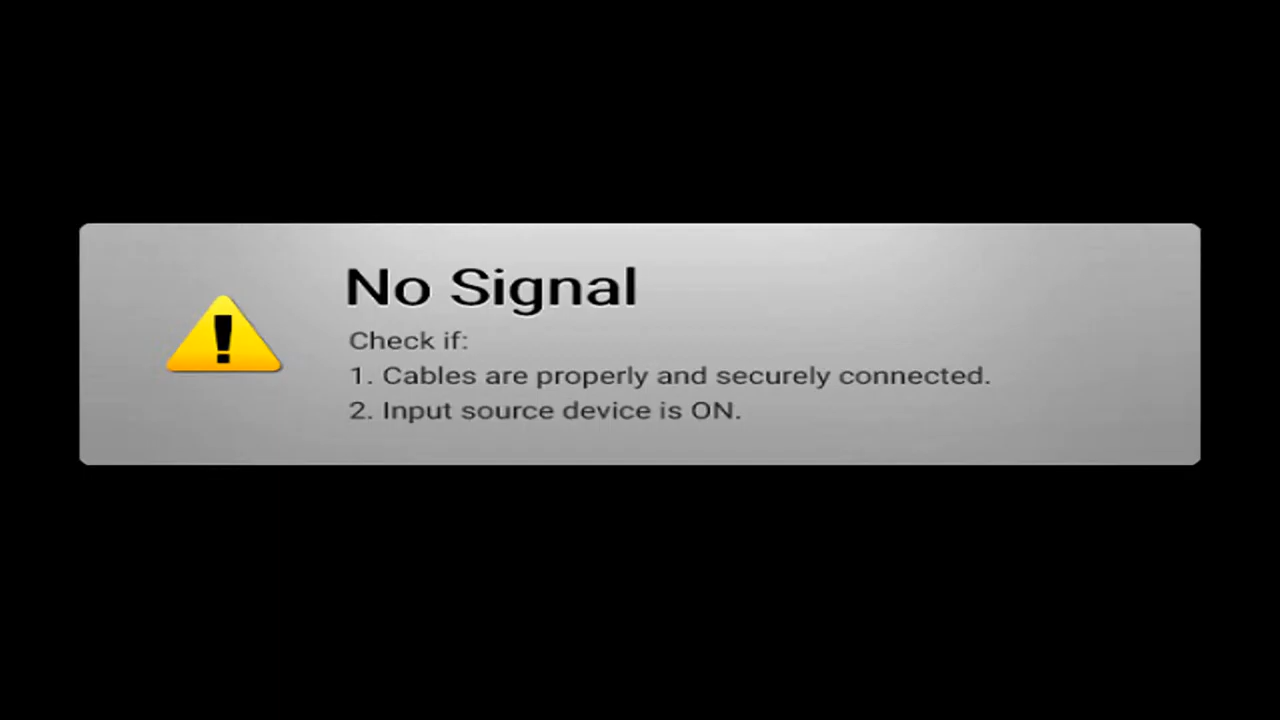 No Signal
Check if:
1. Cables are properly and securely connected.
2. Input source device is ON.